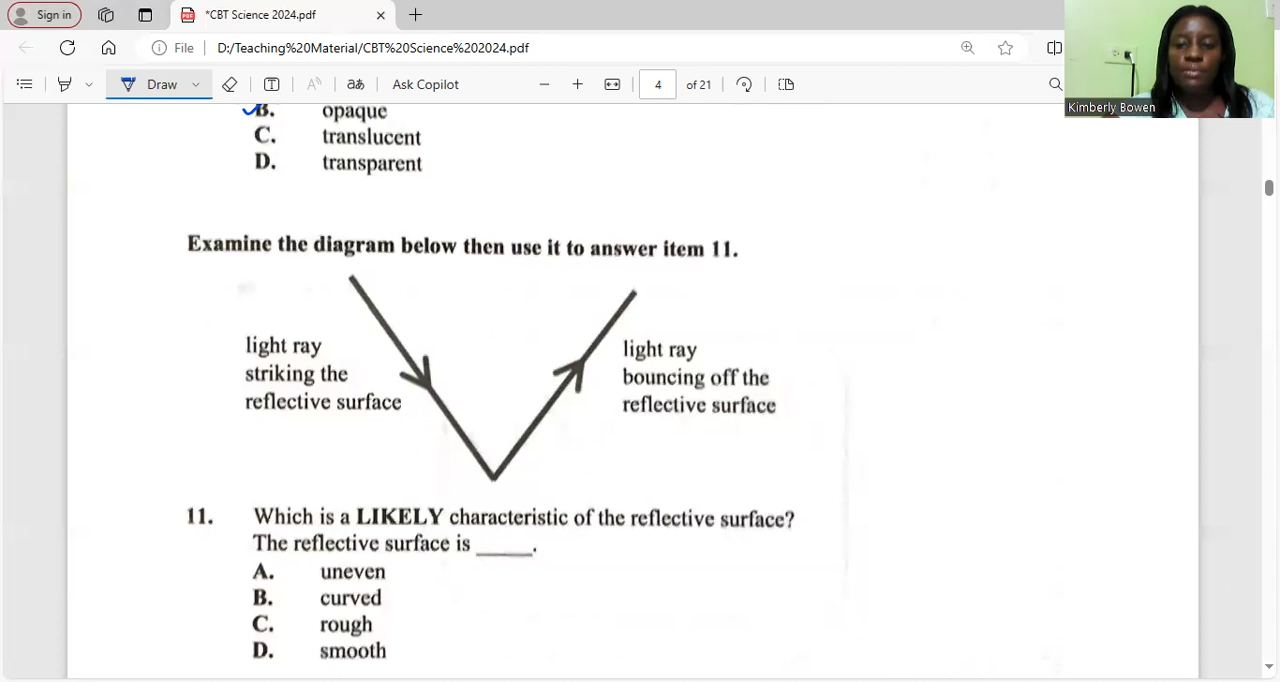 Sign in
*CBT Science 2024.pdf
File
D:/Teaching%20Material/CBT%20Science%202024.pdf
Draw
aあ
Ask Copilot
4
of 21
Kimberly Bowen
B. opaque
C. translucent
D. transparent
Examine the diagram below then use it to answer item 11.
light ray
striking the
reflective surface
light ray
bouncing off the
reflective surface
11. Which is a LIKELY characteristic of the reflective surface?
The reflective surface is _____.
A. uneven
B. curved
C. rough
D. smooth